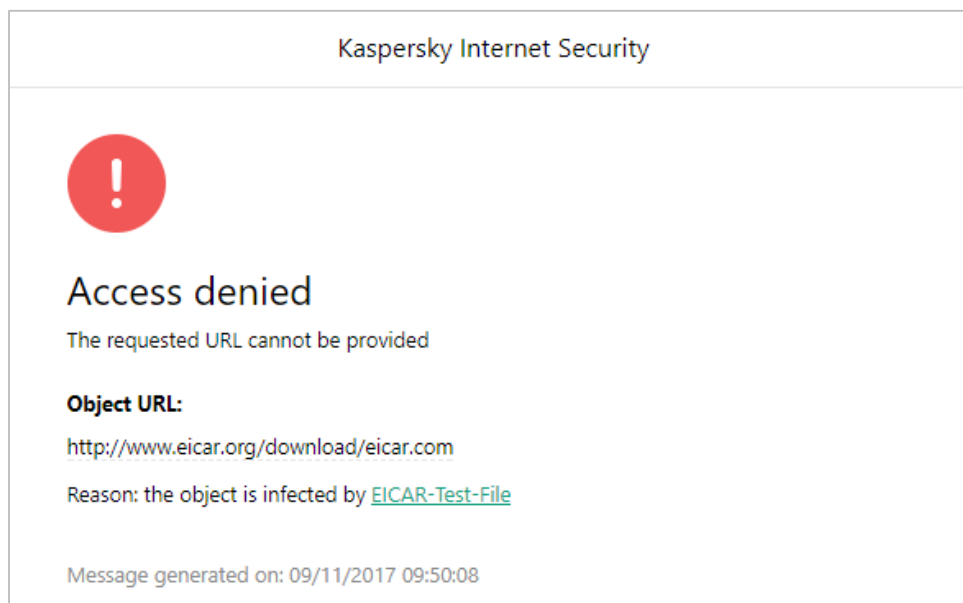 Kaspersky Internet Security
!
Access denied
The requested URL cannot be provided
Object URL:
http://www.eicar.org/download/eicar.com
Reason: the object is infected by EICAR-Test-File
Message generated on: 09/11/2017 09:50:08